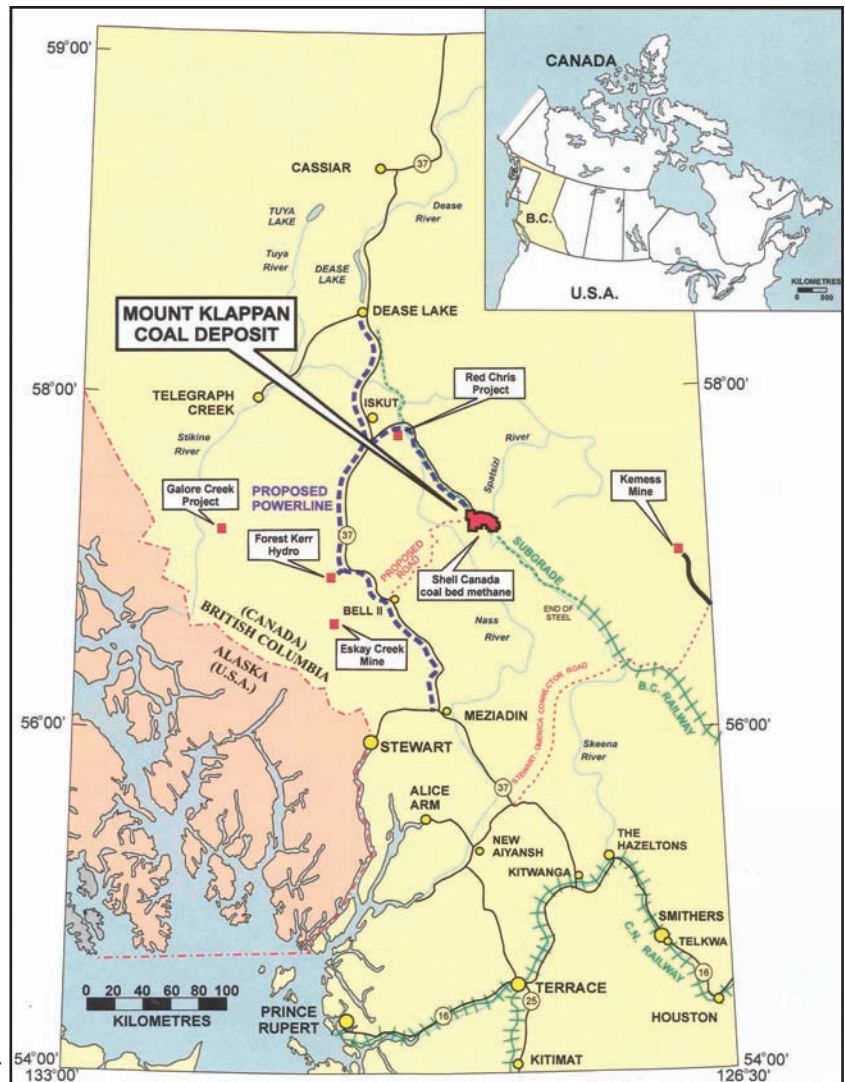 59°00'
CANADA
B.C.
U.S.A.
KILOMETRES
0 500
CASSIAR
37
Dease
River
TUYA
LAKE
Tuya
River
DEASE
LAKE
DEASE LAKE
MOUNT KLAPPAN
COAL DEPOSIT
58°00'
58°00'
TELEGRAPH
CREEK
ISKUT
Red Chris
Project
Stikine
River
Spatsizi
River
PROPOSED
POWERLINE
Galore Creek
Project
Kemess
Mine
37
Forest Kerr
Hydro
PROPOSED
ROAD
SUBGRADE
Shell Canada
coal bed methane
END OF
STEEL
BELL II
Nass
River
(CANADA)
BRITISH COLUMBIA
ALASKA
(U.S.A.)
Eskay Creek
Mine
STEWART-OMENICA CONNECTOR ROAD
B.C. RAILWAY
56°00'
56°00'
MEZIADIN
STEWART
Skeena
River
37
ALICE
ARM
NEW
AIYANSH
THE
HAZELTONS
KITWANGA
SMITHERS
TELKWA
C.N. RAILWAY
16
0 20 40 60 80 100
KILOMETRES
PRINCE
RUPERT
TERRACE
25
16
HOUSTON
KITIMAT
54°00'
133°00'
54°00'
126°30'